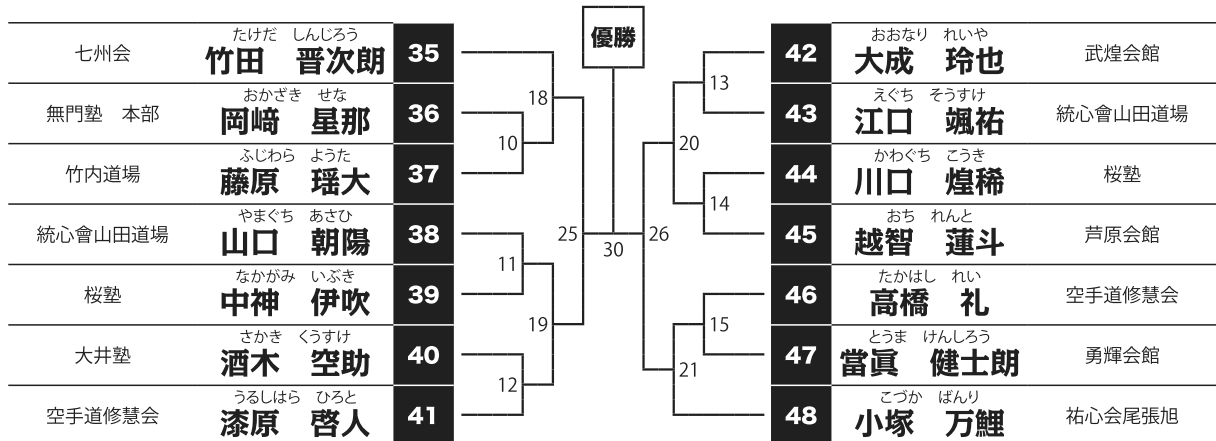 優勝
たけだ しんじろう
七州会 竹田 晋次朗 35
おかざき せな
無門塾 本部 岡﨑 星那 36
ふじわら ようた
竹内道場 藤原 瑶大 37
やまぐち あさひ
統心會山田道場 山口 朝陽 38
なかがみ いぶき
桜塾 中神 伊吹 39
さかき くうすけ
大井塾 酒木 空助 40
うるしはら ひろと
空手道修慧会 漆原 啓人 41
18
10
25
11
19
12
30
26
13
20
14
15
21
おおなり れいや
42 大成 玲也 武煌会館
えぐち そうすけ
43 江口 颯祐 統心會山田道場
かわぐち こうき
44 川口 煌稀 桜塾
おち れんと
45 越智 蓮斗 芦原会館
たかはし れい
46 高橋 礼 空手道修慧会
とうま けんしろう
47 當眞 健士朗 勇輝会館
こづか ばんり
48 小塚 万鯉 祐心会尾張旭